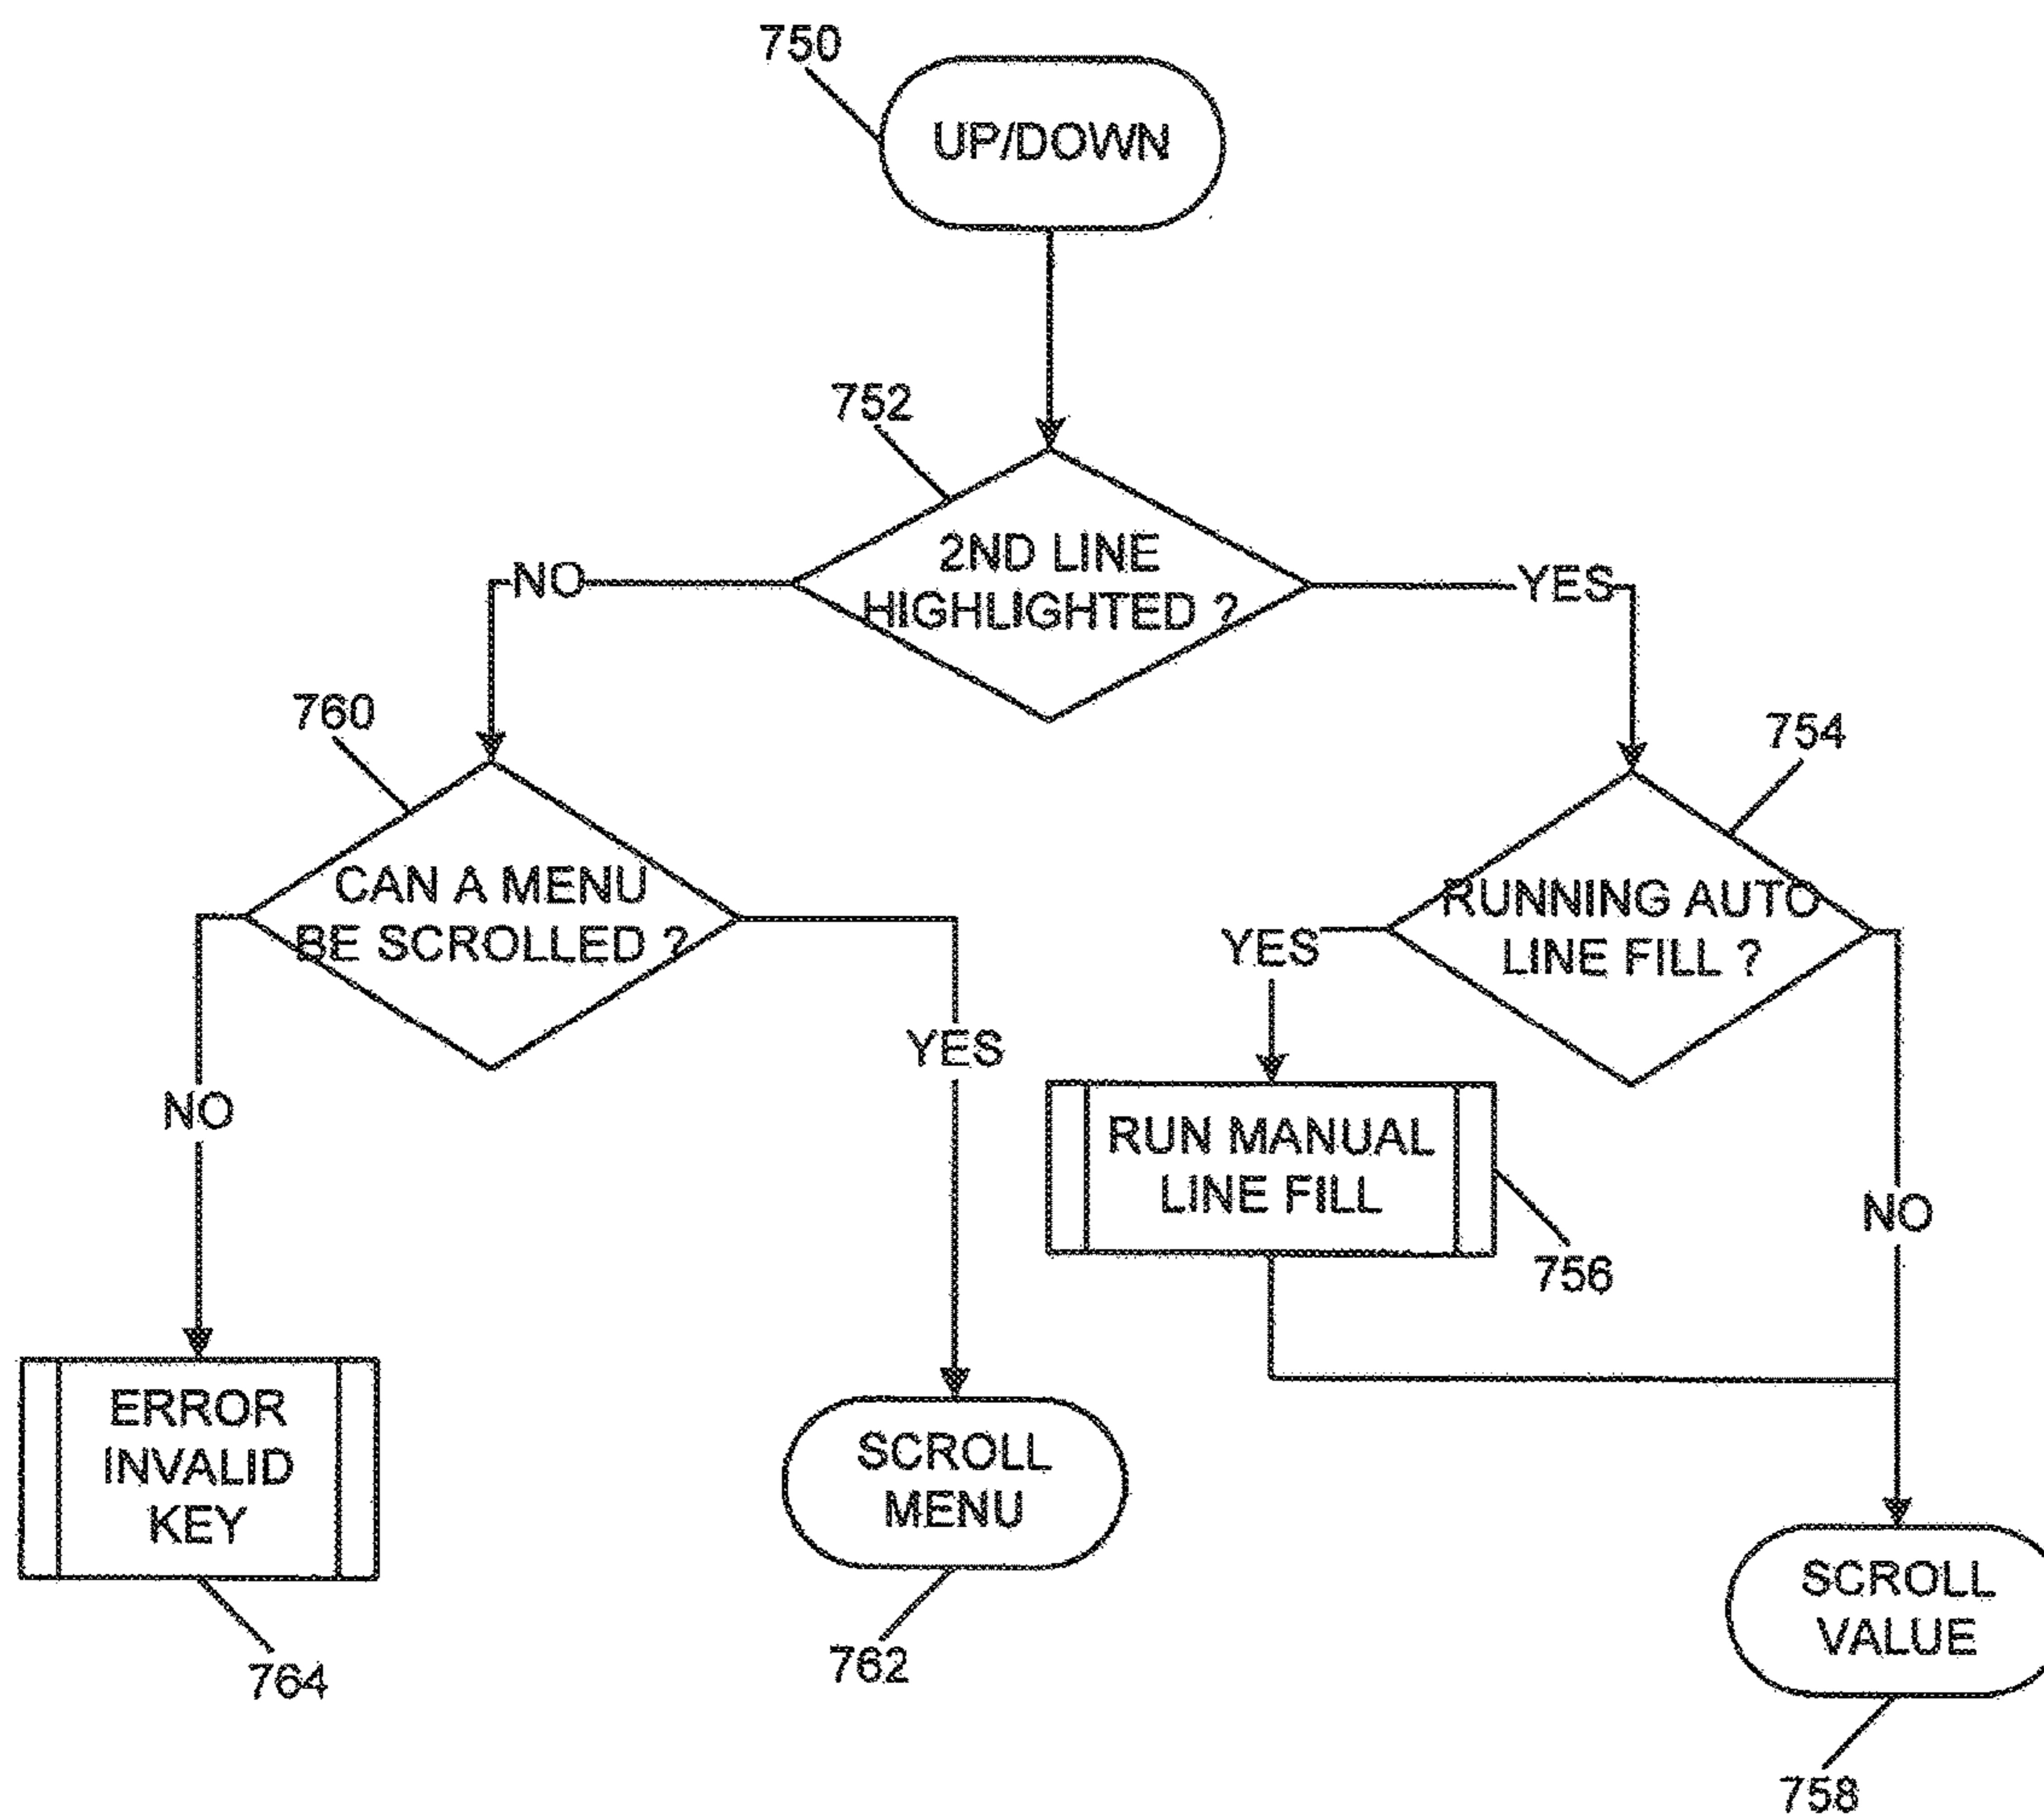 750
UP/DOWN
752
2ND LINE
HIGHLIGHTED ?
NO
YES
760
754
CAN A MENU
BE SCROLLED ?
RUNNING AUTO
LINE FILL ?
YES
YES
NO
RUN MANUAL
LINE FILL
NO
756
ERROR
INVALID
KEY
SCROLL
MENU
SCROLL
VALUE
764
762
758